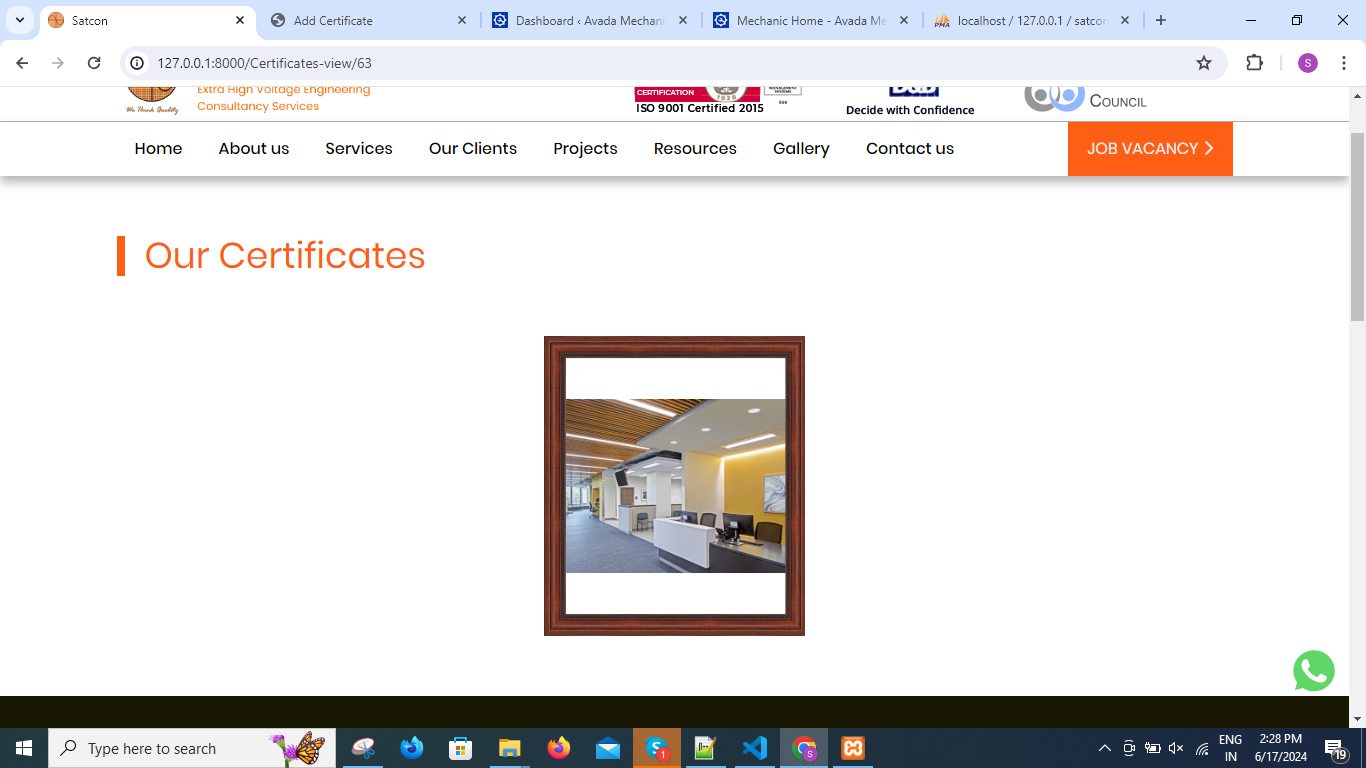 Satcon
Add Certificate
Dashboard ‹ Avada Mechani
Mechanic Home - Avada Me
localhost / 127.0.0.1 / satcon
127.0.0.1:8000/Certificates-view/63
S
We Think Quality
Extra High Voltage Engineering
Consultancy Services
CERTIFICATION
1828
ISO 9001 Certified 2015
D&B
Decide with Confidence
COUNCIL
Home
About us
Services
Our Clients
Projects
Resources
Gallery
Contact us
JOB VACANCY
Our Certificates
Type here to search
1
S
ENG
IN
2:28 PM
6/17/2024
19